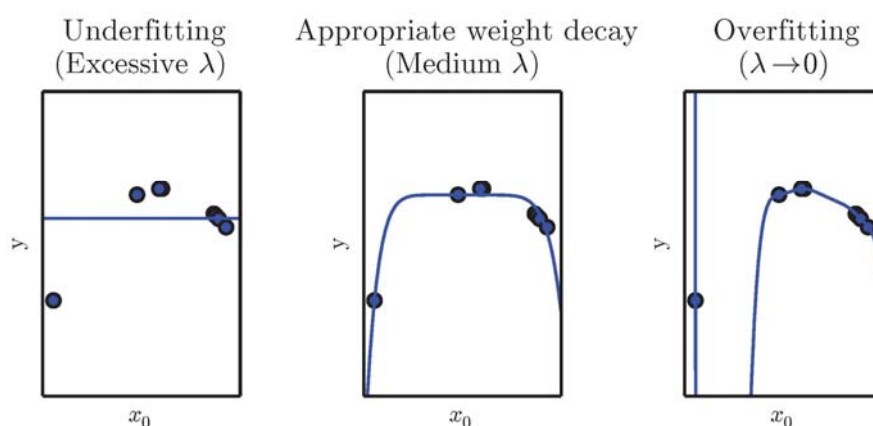 Underfitting
(Excessive λ)
Appropriate weight decay
(Medium λ)
Overfitting
(λ→0)
y
y
y
x₀
x₀
x₀